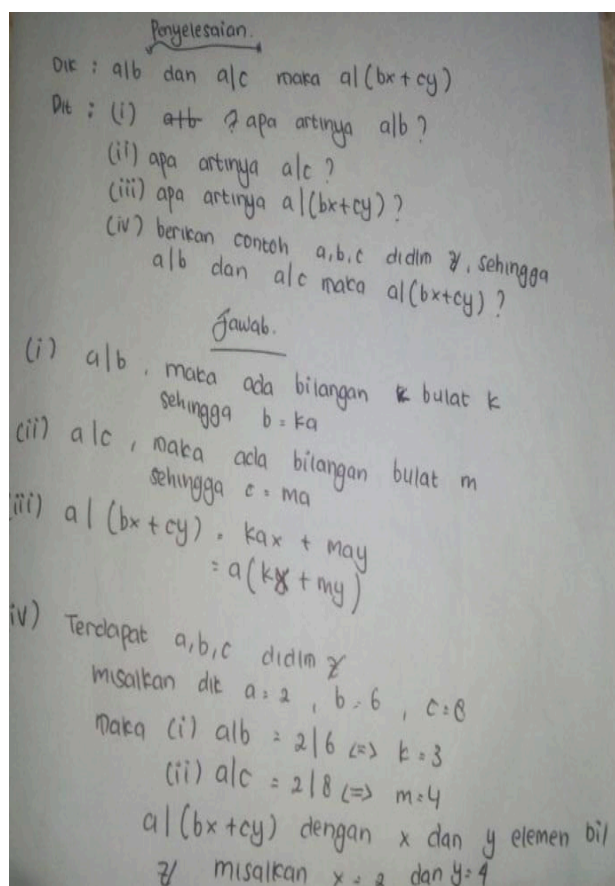 Penyelesaian.
Dik : a|b dan a|c maka a|(bx+cy)
Dit : (i) a+b ? apa artinya a|b ?
(ii) apa artinya a|c ?
(iii) apa artinya a|(bx+cy) ?
(iv) berikan contoh a,b,c didlm Z, sehingga
a|b dan a|c maka a|(bx+cy) ?
Jawab.
(i) a|b, maka ada bilangan bulat k
sehingga b = ka
(ii) a|c, maka ada bilangan bulat m
sehingga c = ma
(iii) a|(bx+cy) = kax + may
= a(kx + my)
iv) Terdapat a,b,c didlm Z
misalkan dik a = 2, b = 6, c = 8
maka (i) a|b = 2|6 <=> k = 3
(ii) a|c = 2|8 <=> m = 4
a|(bx+cy) dengan x dan y elemen bil
Z misalkan x = 2 dan y = 4